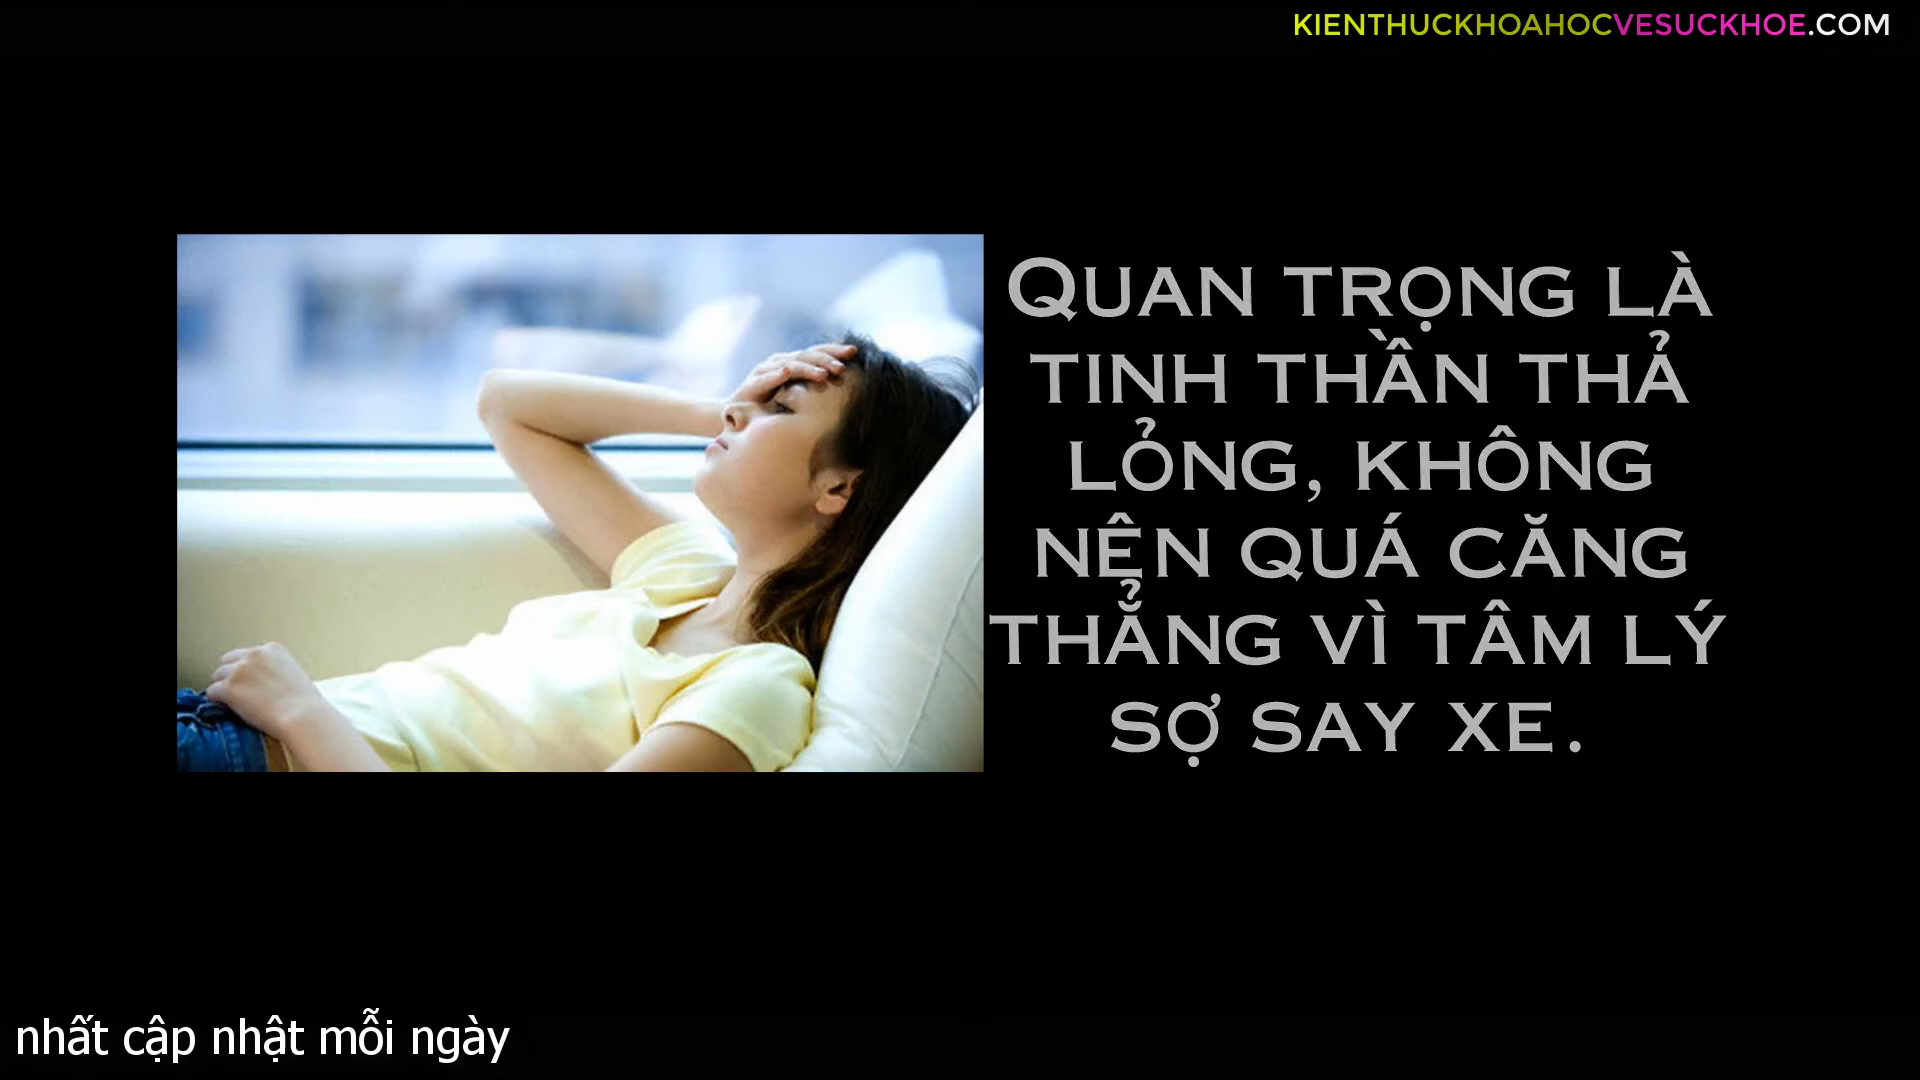 KIENTHUCKHOAHOCVESUCKHOE.COM
Quan trọng là
tinh thần thả
lỏng, không
nên quá căng
thẳng vì tâm lý
sợ say xe.
nhất cập nhật mỗi ngày